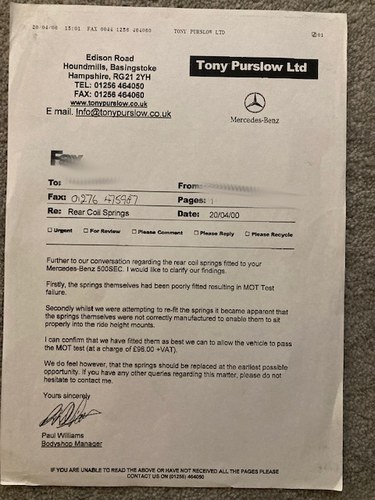 20/04/00 13:01 FAX 0044 1256 464060 TONY PURSLOW LTD 01
Edison Road
Houndmills, Basingstoke
Hampshire, RG21 2YH
TEL: 01256 464050
FAX: 01256 464060
www.tonypurslow.co.uk
E mail, Info@tonypurslow.co.uk
Tony Purslow Ltd
Mercedes-Benz
Fax
To:
From:
Fax: 01276 475987
Pages: 1
Re: Rear Coil Springs
Date: 20/04/00
☐ Urgent ☐ For Review ☐ Please Comment ☐ Please Reply ☐ Please Recycle
Further to our conversation regarding the rear coil springs fitted to your
Mercedes-Benz 500SEC. I would like to clarify our findings.
Firstly, the springs themselves had been poorly fitted resulting in MOT Test
failure.
Secondly whilst we were attempting to re-fit the springs it became apparent
that the springs themselves were not correctly manufactured to enable them to sit
properly into the ride height mounts.
I can confirm that we have fitted them as best we can to allow the vehicle to pass
the MOT test (at a charge of £98.00 +VAT).
We do feel however, that the springs should be replaced at the earliest possible
opportunity. If you have any other queries regarding this matter, please do not
hesitate to contact me.
Yours sincerely
Paul Williams
Bodyshop Manager
IF YOU ARE UNABLE TO READ THE ABOVE OR HAVE NOT RECEIVED ALL THE PAGES PLEASE
CONTACT US ON (01256) 464050